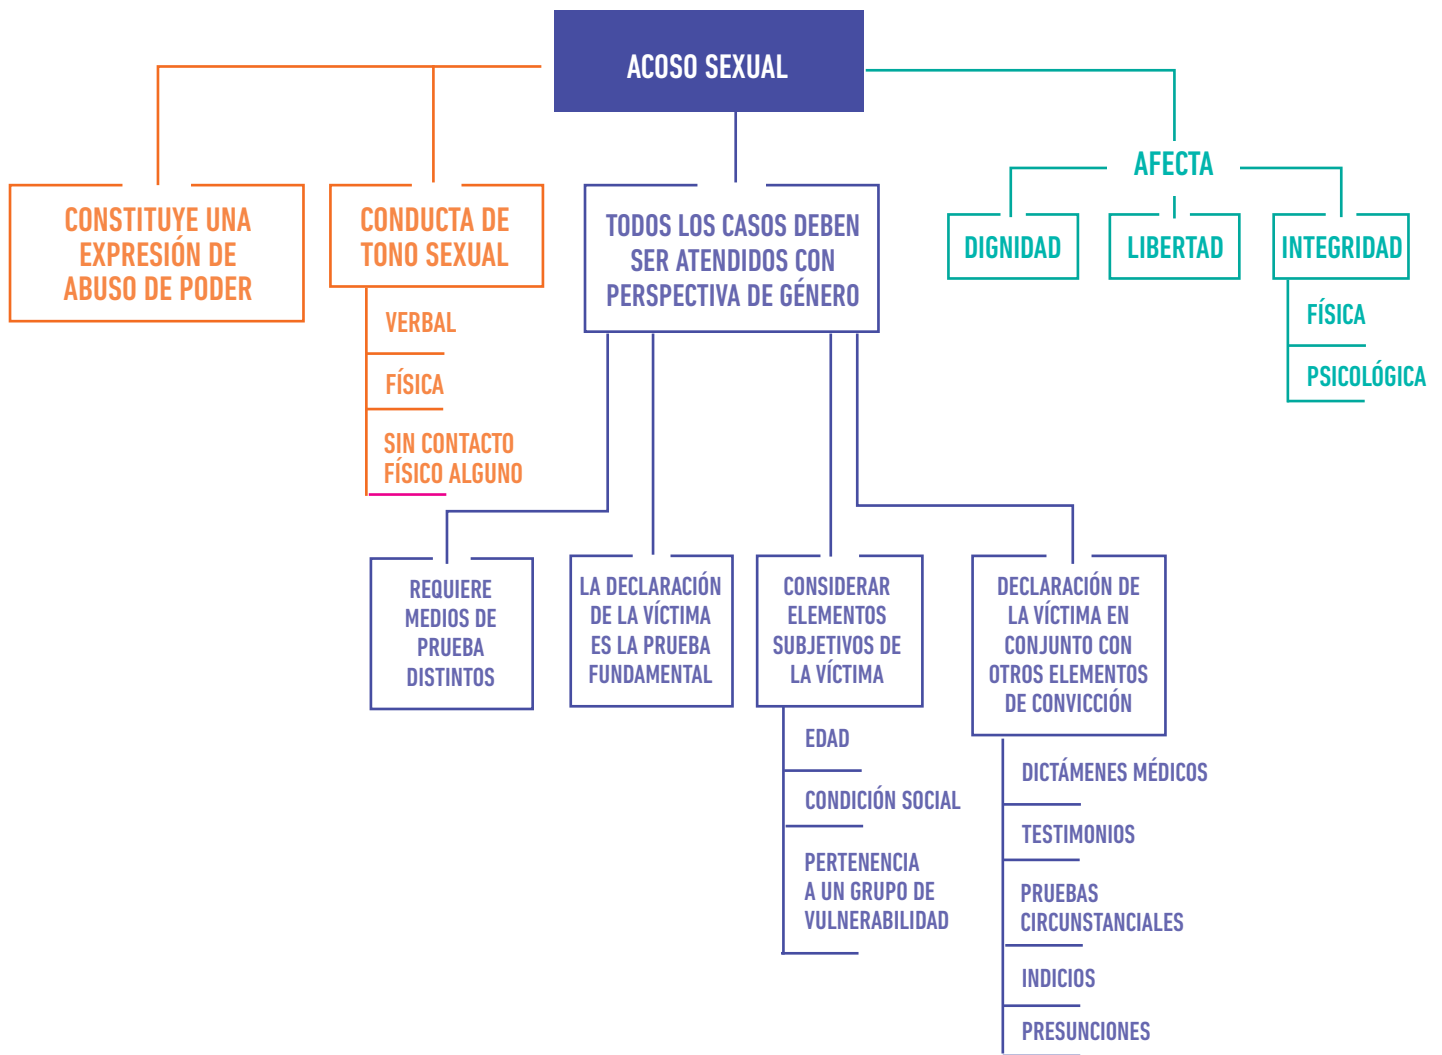 ACOSO SEXUAL
CONSTITUYE UNA
EXPRESIÓN DE
ABUSO DE PODER
CONDUCTA DE
TONO SEXUAL
VERBAL
FÍSICA
SIN CONTACTO
FÍSICO ALGUNO
TODOS LOS CASOS DEBEN
SER ATENDIDOS CON
PERSPECTIVA DE GÉNERO
AFECTA
DIGNIDAD
LIBERTAD
INTEGRIDAD
FÍSICA
PSICOLÓGICA
REQUIERE
MEDIOS DE
PRUEBA
DISTINTOS
LA DECLARACIÓN
DE LA VÍCTIMA
ES LA PRUEBA
FUNDAMENTAL
CONSIDERAR
ELEMENTOS
SUBJETIVOS DE
LA VÍCTIMA
EDAD
CONDICIÓN SOCIAL
PERTENENCIA
A UN GRUPO DE
VULNERABILIDAD
DECLARACIÓN DE
LA VÍCTIMA EN
CONJUNTO CON
OTROS ELEMENTOS
DE CONVICCIÓN
DICTÁMENES MÉDICOS
TESTIMONIOS
PRUEBAS
CIRCUNSTANCIALES
INDICIOS
PRESUNCIONES